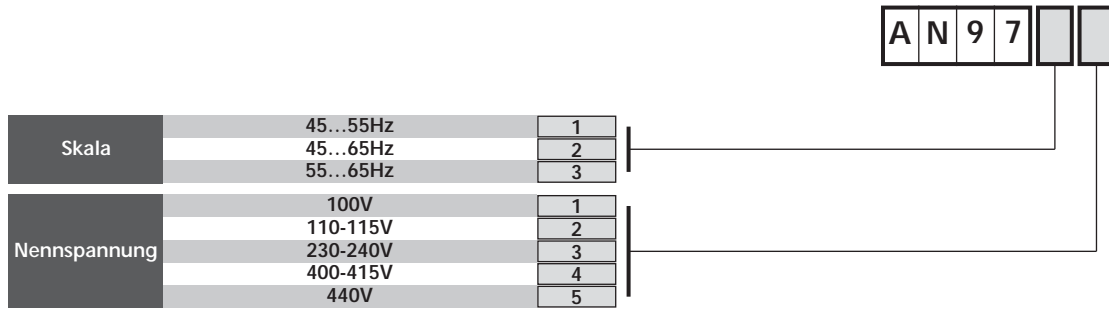 A N 9 7
Skala
45...55Hz 1
45...65Hz 2
55...65Hz 3
Nennspannung
100V 1
110-115V 2
230-240V 3
400-415V 4
440V 5